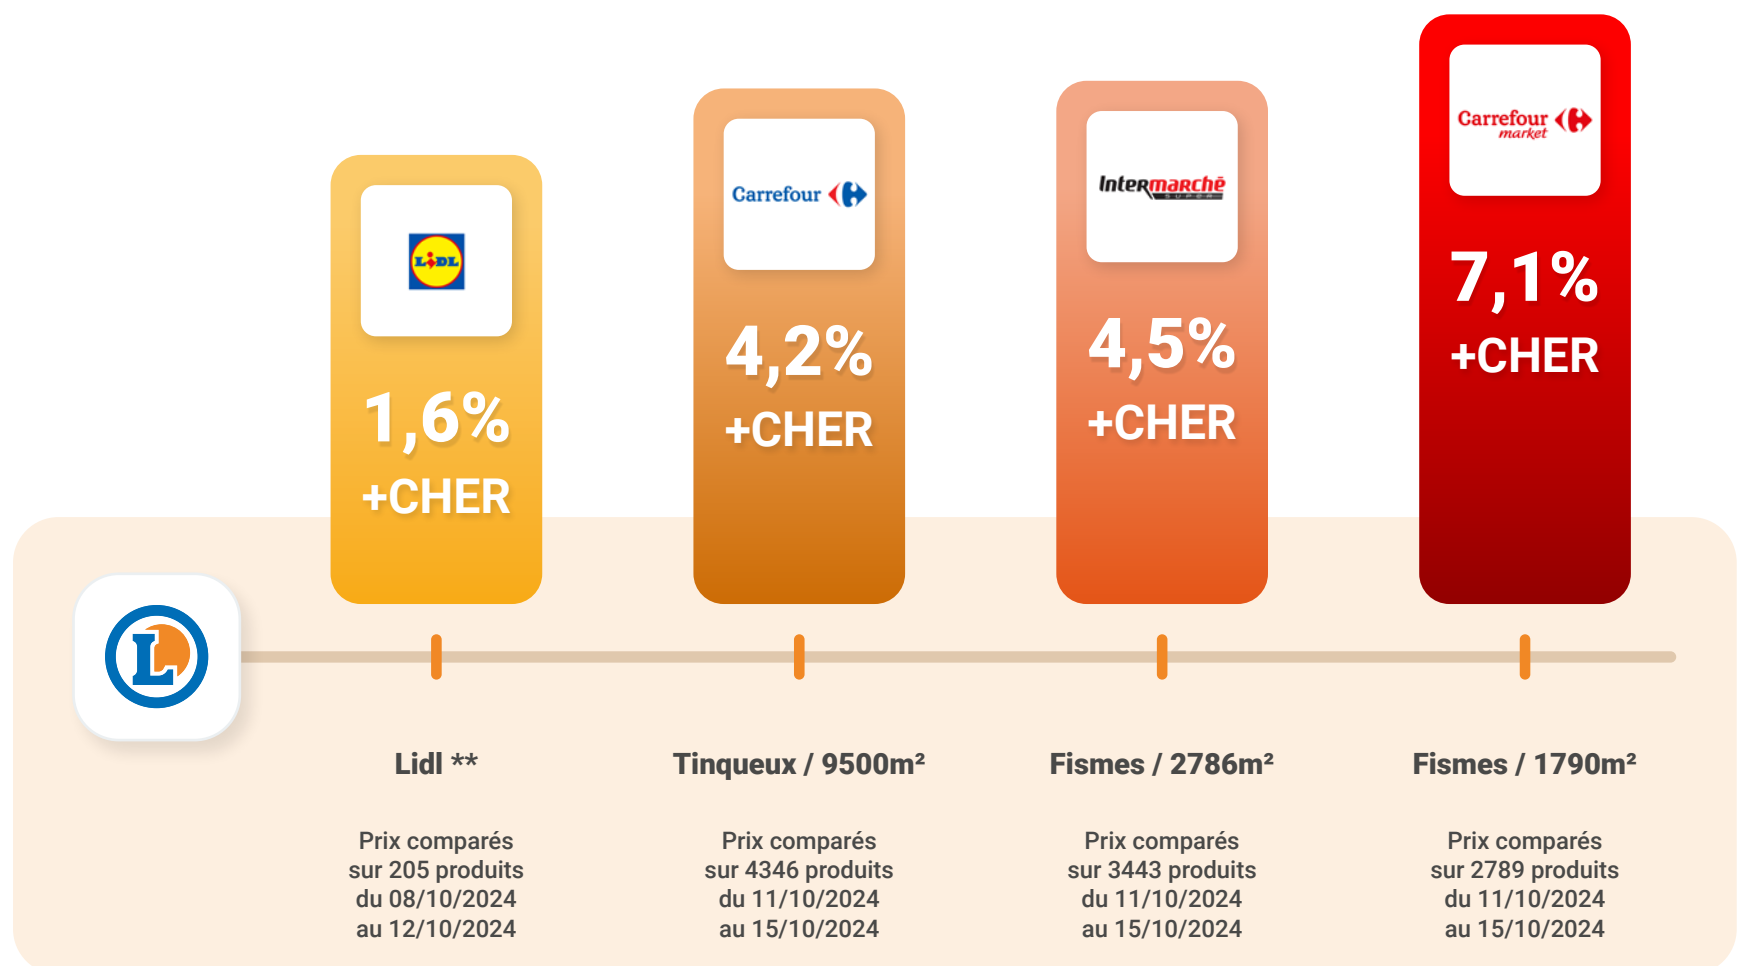 LIDL
1,6%
+CHER
Carrefour
4,2%
+CHER
Intermarché
SUPER
4,5%
+CHER
Carrefour
market
7,1%
+CHER
L
Lidl **
Prix comparés
sur 205 produits
du 08/10/2024
au 12/10/2024
Tinqueux / 9500m²
Prix comparés
sur 4346 produits
du 11/10/2024
au 15/10/2024
Fismes / 2786m²
Prix comparés
sur 3443 produits
du 11/10/2024
au 15/10/2024
Fismes / 1790m²
Prix comparés
sur 2789 produits
du 11/10/2024
au 15/10/2024